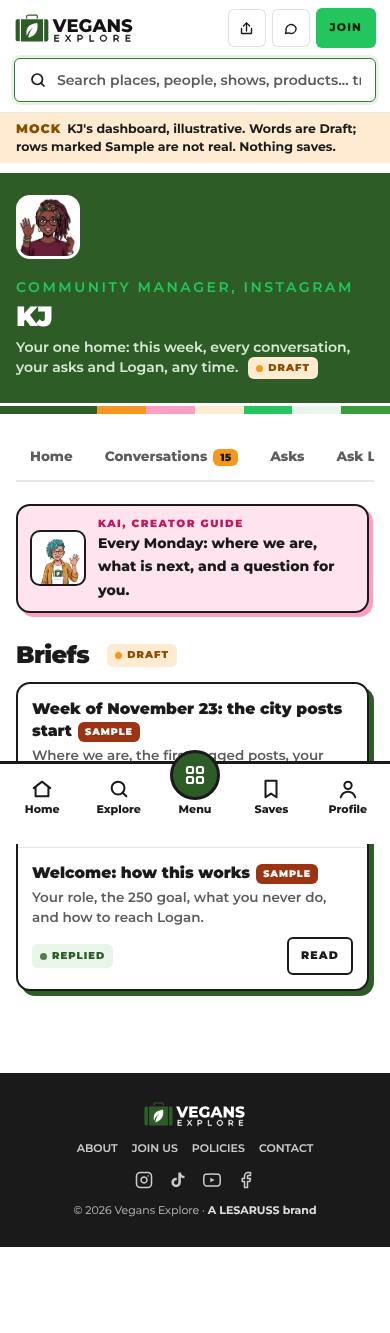 VEGANS
EXPLORE
JOIN
Search places, people, shows, products...
MOCK KJ's dashboard, illustrative. Words are Draft;
rows marked Sample are not real. Nothing saves.
COMMUNITY MANAGER, INSTAGRAM
KJ
Your one home: this week, every conversation,
your asks and Logan, any time. DRAFT
Home Conversations 15 Asks Ask L
KAI, CREATOR GUIDE
Every Monday: where we are,
what is next, and a question for
you.
Briefs DRAFT
Week of November 23: the city posts
start SAMPLE
Where we are, the posts, your
Home Explore Menu Saves Profile
Welcome: how this works SAMPLE
Your role, the 250 goal, what you never do,
and how to reach Logan.
REPLIED READ
VEGANS
EXPLORE
ABOUT JOIN US POLICIES CONTACT
© 2026 Vegans Explore · A LESARUSS brand